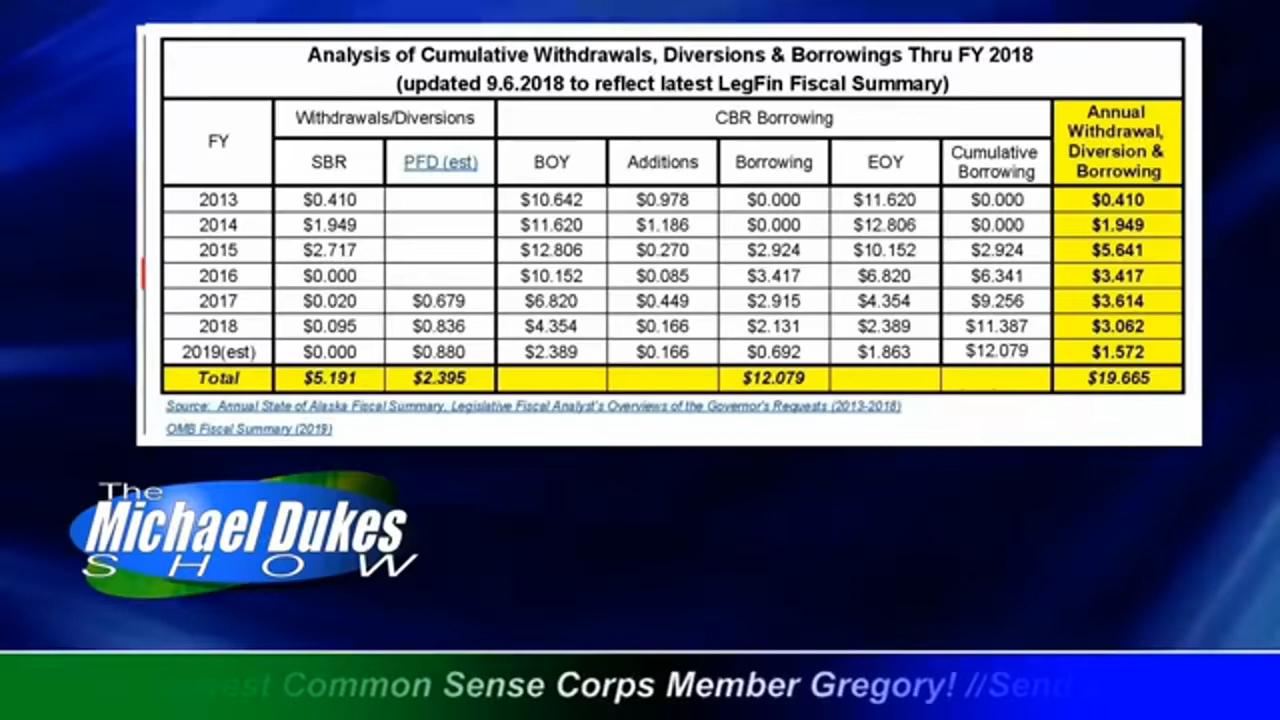 Analysis of Cumulative Withdrawals, Diversions & Borrowings Thru FY 2018
(updated 9.6.2018 to reflect latest LegFin Fiscal Summary)
FY Withdrawals/Diversions CBR Borrowing Annual Withdrawal, Diversion & Borrowing
SBR PFD (est) BOY Additions Borrowing EOY Cumulative Borrowing
2013 $0.410 $10.642 $0.978 $0.000 $11.620 $0.000 $0.410
2014 $1.949 $11.620 $1.186 $0.000 $12.806 $0.000 $1.949
2015 $2.717 $12.806 $0.270 $2.924 $10.152 $2.924 $5.641
2016 $0.000 $10.152 $0.085 $3.417 $6.820 $6.341 $3.417
2017 $0.020 $0.679 $6.820 $0.449 $2.915 $4.354 $9.256 $3.614
2018 $0.095 $0.836 $4.354 $0.166 $2.131 $2.389 $11.387 $3.062
2019(est) $0.000 $0.880 $2.389 $0.166 $0.692 $1.863 $12.079 $1.572
Total $5.191 $2.395 $12.079 $19.665
Source: Annual State of Alaska Fiscal Summary, Legislative Fiscal Analyst's Overviews of the Governor's Requests (2013-2018)
OMB Fiscal Summary (2019)
The
Michael Dukes
SHOW
est Common Sense Corps Member Gregory! //Send